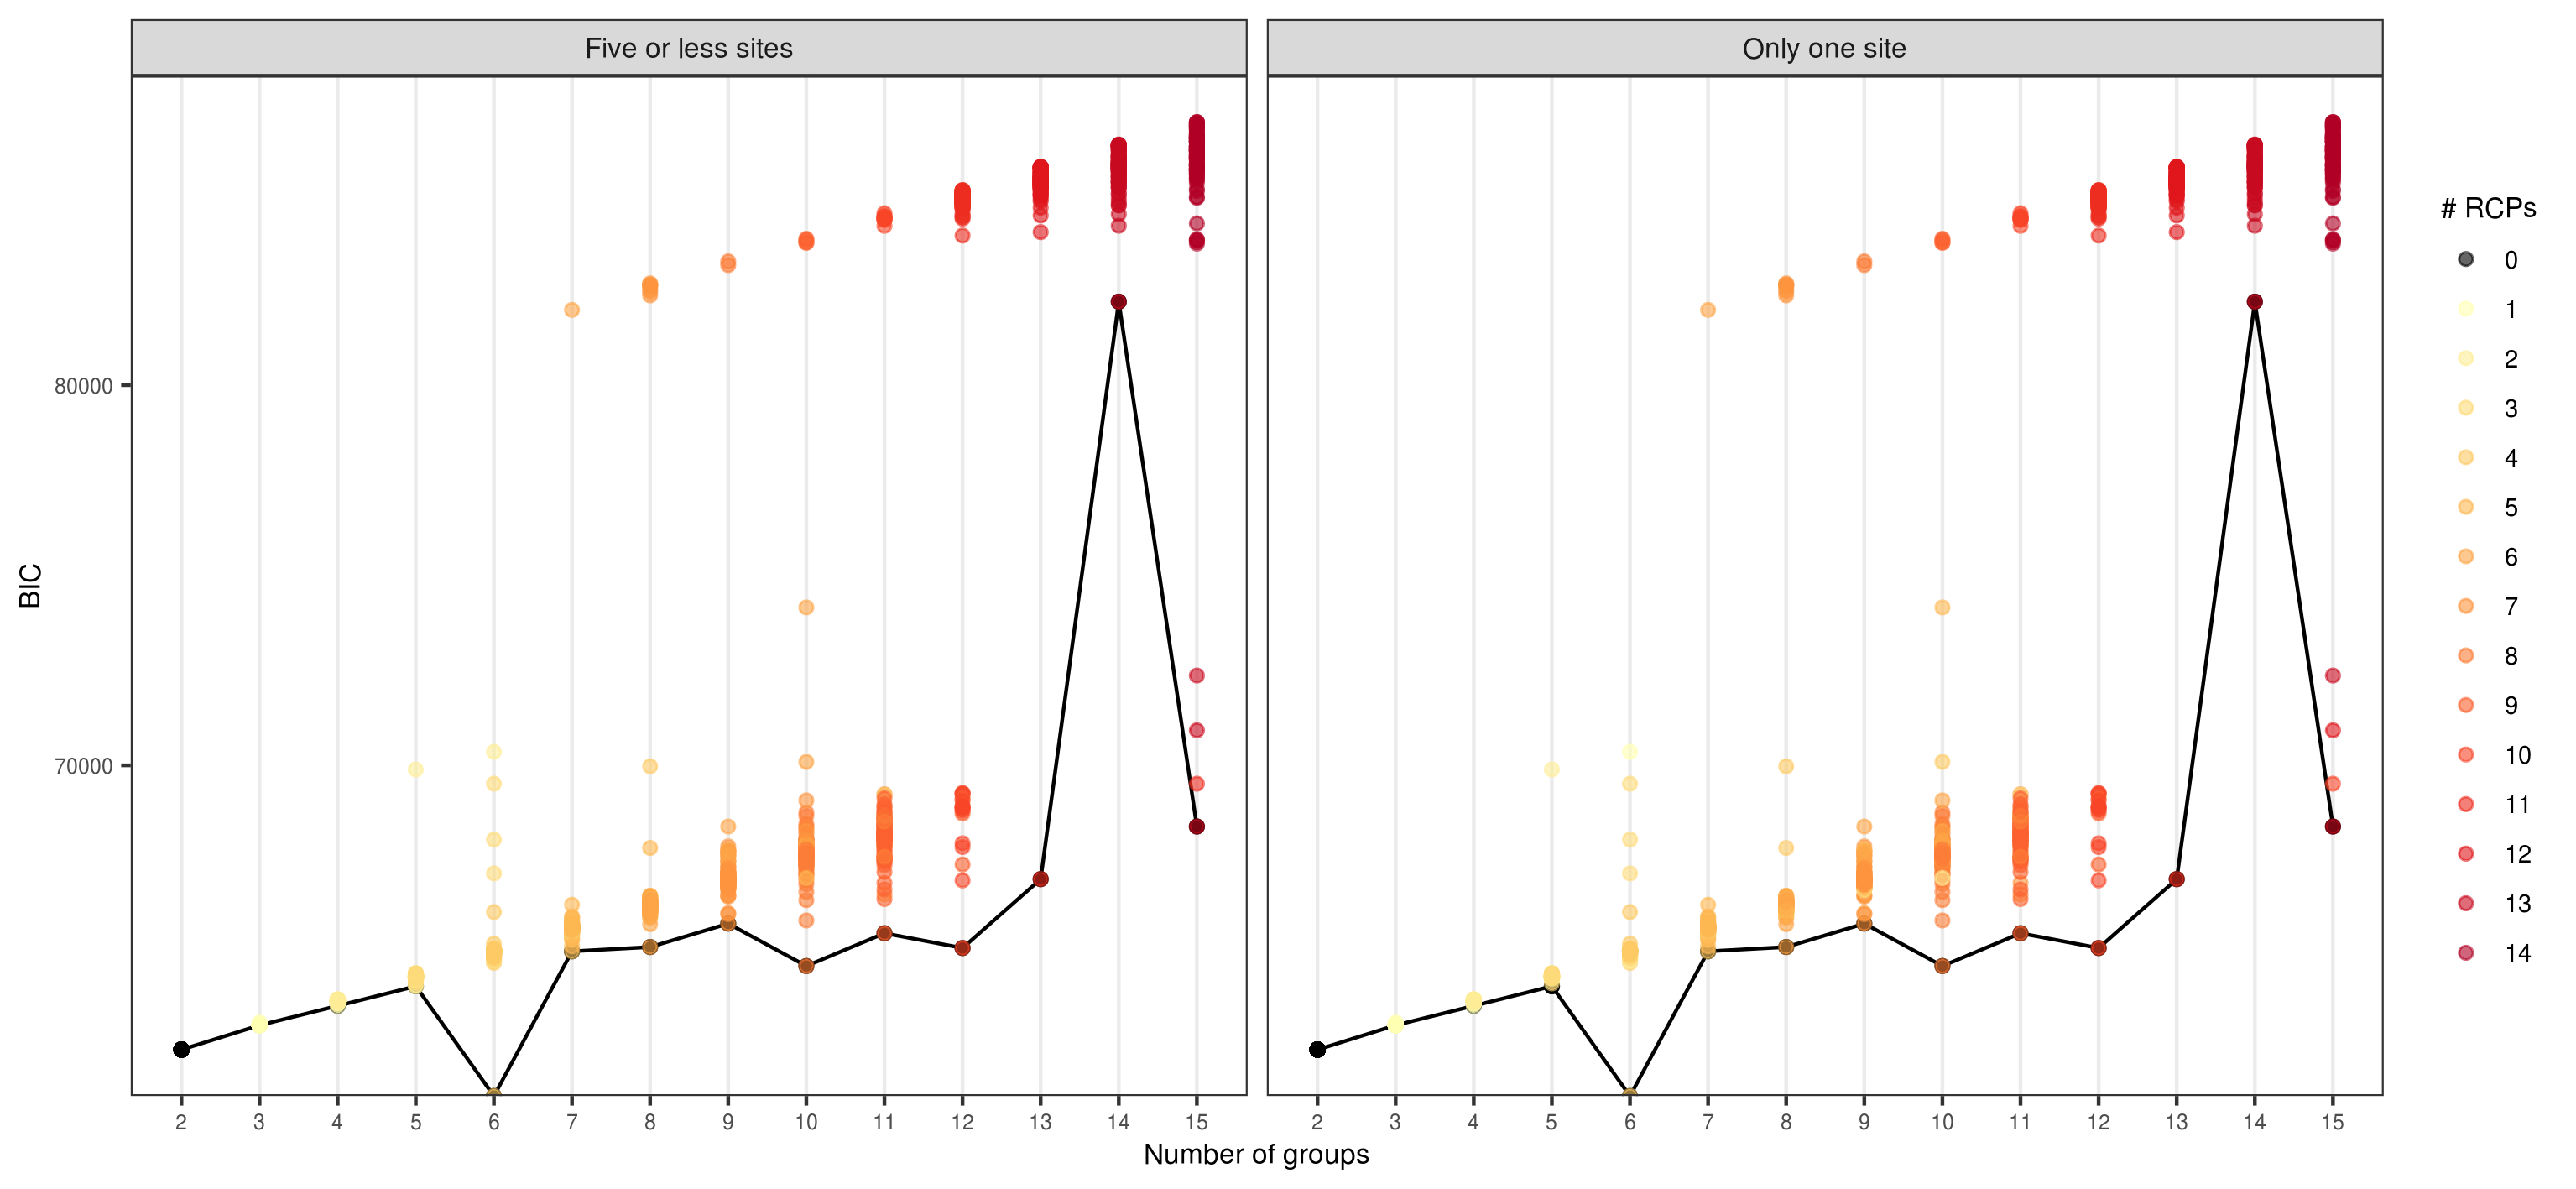 Five or less sites
Only one site
BIC
80000
70000
2 3 4 5 6 7 8 9 10 11 12 13 14 15
2 3 4 5 6 7 8 9 10 11 12 13 14 15
Number of groups
# RCPs
0
1
2
3
4
5
6
7
8
9
10
11
12
13
14